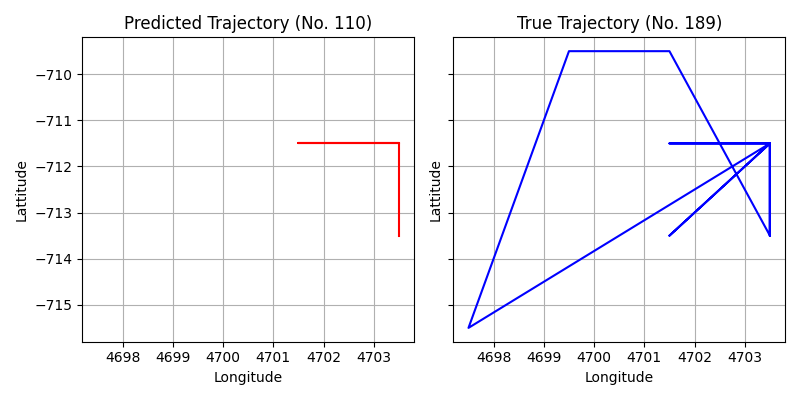 Predicted Trajectory (No. 110)
True Trajectory (No. 189)
−710
−711
−712
−713
−714
−715
Lattitude
Lattitude
4698 4699 4700 4701 4702 4703
4698 4699 4700 4701 4702 4703
Longitude
Longitude